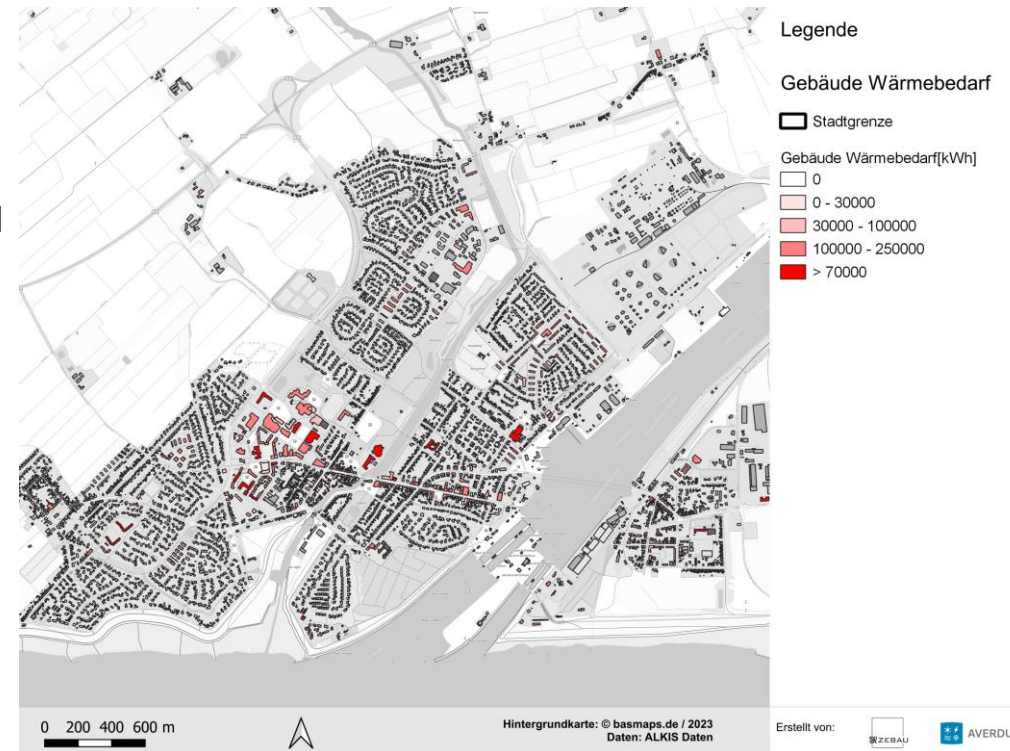 Legende
Gebäude Wärmebedarf
Stadtgrenze
Gebäude Wärmebedarf[kWh]
0
0 - 30000
30000 - 100000
100000 - 250000
> 70000
0 200 400 600 m
Hintergrundkarte: © basmaps.de / 2023
Daten: ALKIS Daten
Erstellt von:
ZEBAU
AVERDU